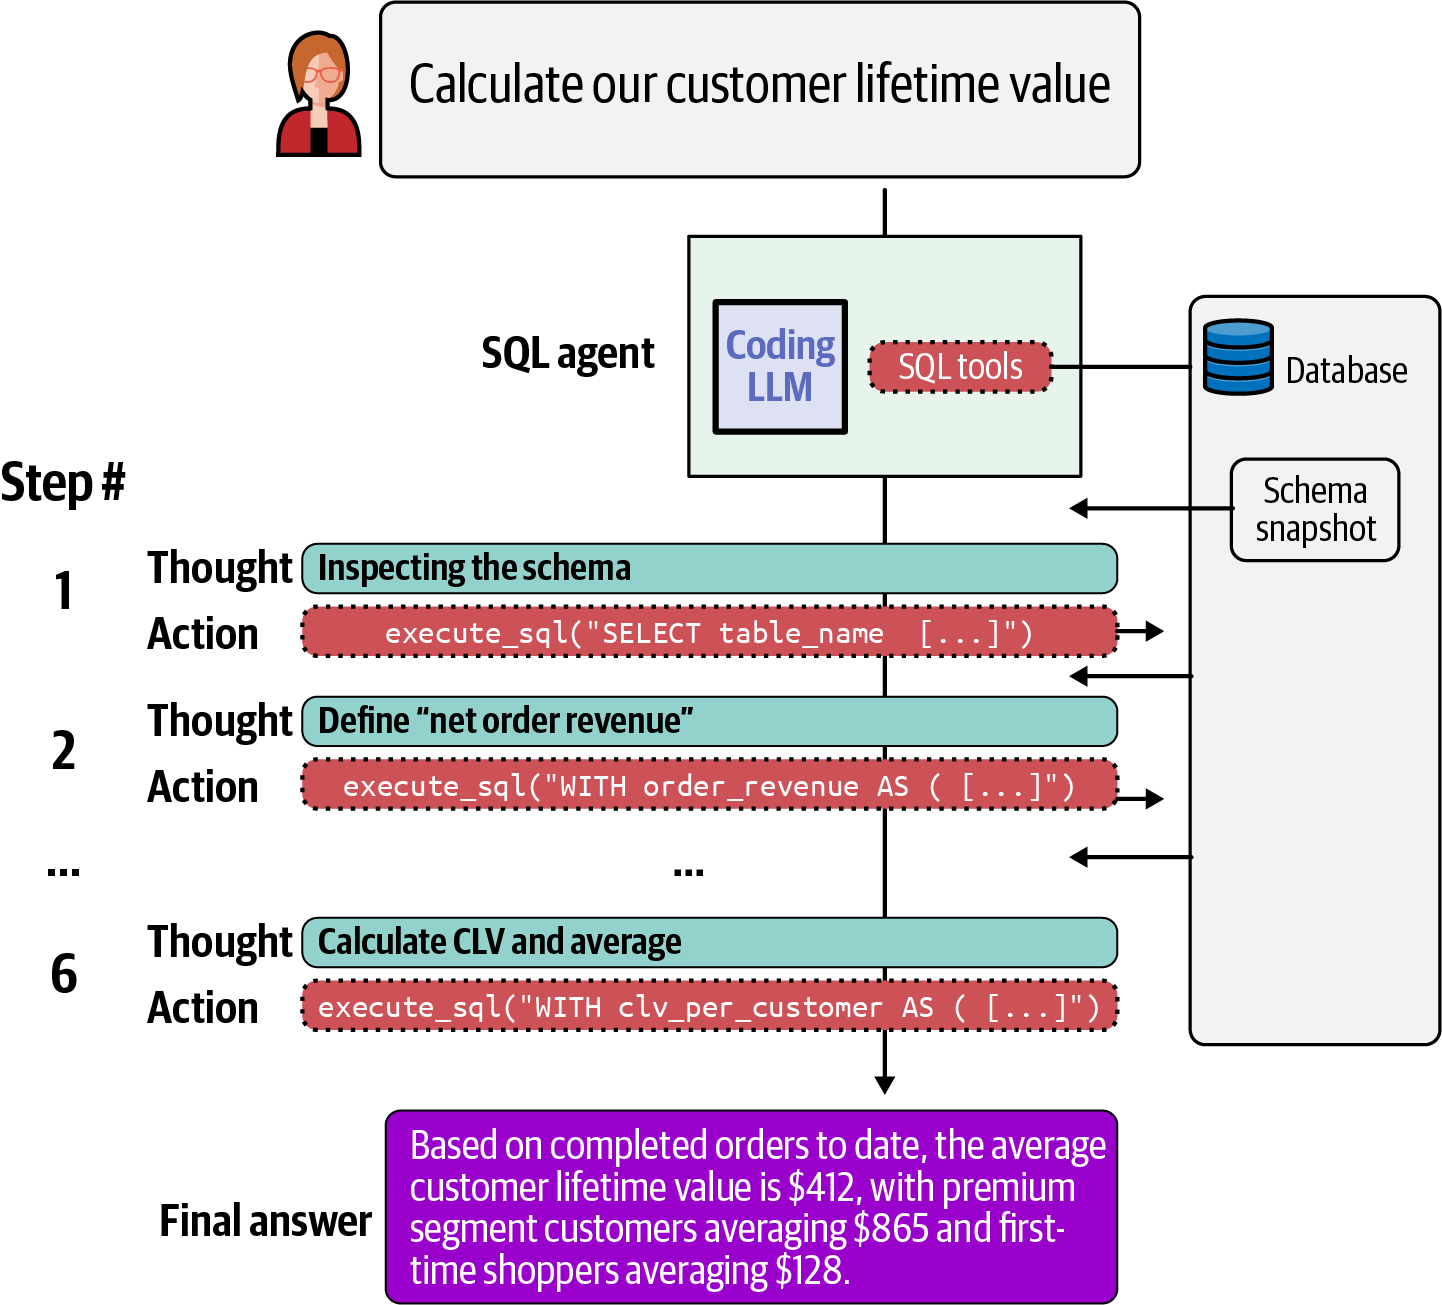 Calculate our customer lifetime value
SQL agent
Coding
LLM
SQL tools
Database
Schema
snapshot
Step #
1
Thought
Inspecting the schema
Action
execute_sql("SELECT table_name [...]")
2
Thought
Define “net order revenue”
Action
execute_sql("WITH order_revenue AS ( [...]")
...
...
6
Thought
Calculate CLV and average
Action
execute_sql("WITH clv_per_customer AS ( [...]")
Final answer
Based on completed orders to date, the average
customer lifetime value is $412, with premium
segment customers averaging $865 and first-
time shoppers averaging $128.